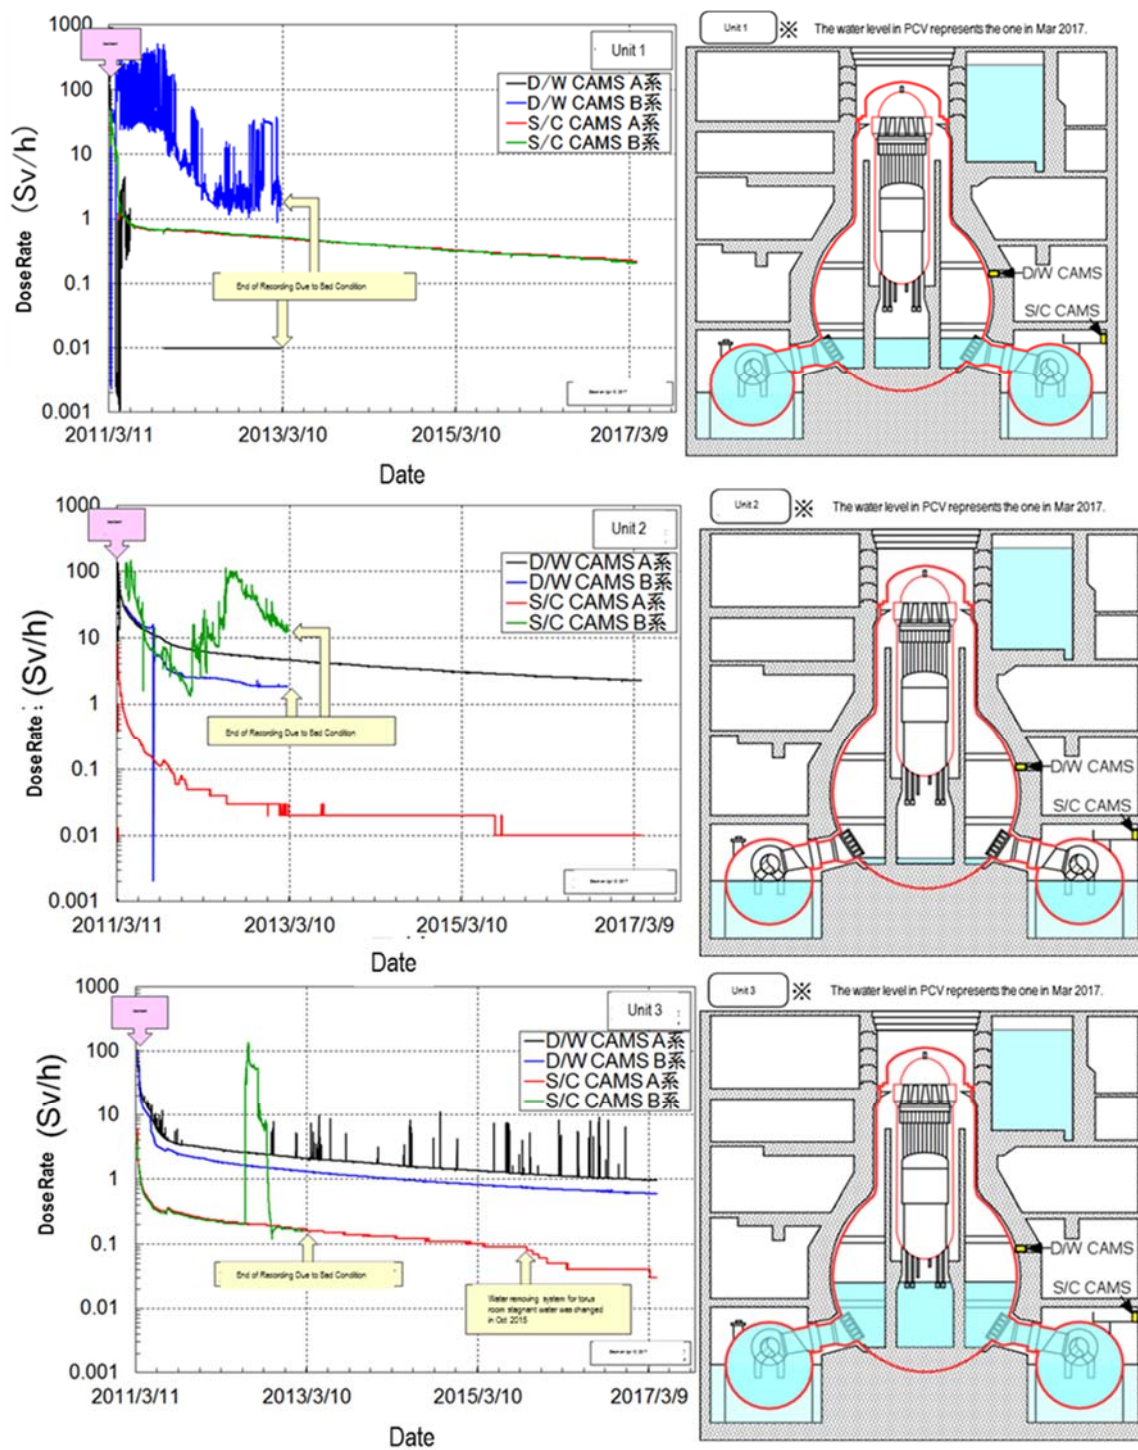 1000
100
10
1
0.1
0.01
0.001
Dose Rate (Sv/h)
Unit 1
D/W CAMS A系
D/W CAMS B系
S/C CAMS A系
S/C CAMS B系
End of Recording Due to Bad Condition
2011/3/11
2013/3/10
2015/3/10
2017/3/9
Date
Unit 1
※ The water level in PCV represents the one in Mar 2017.
D/W CAMS
S/C CAMS
1000
100
10
1
0.1
0.01
0.001
Dose Rate : (Sv/h)
Unit 2
D/W CAMS A系
D/W CAMS B系
S/C CAMS A系
S/C CAMS B系
End of Recording Due to Bad Condition
2011/3/11
2013/3/10
2015/3/10
2017/3/9
Date
Unit 2
※ The water level in PCV represents the one in Mar 2017.
D/W CAMS
S/C CAMS
1000
100
10
1
0.1
0.01
0.001
Dose Rate (Sv/h)
Unit 3
D/W CAMS A系
D/W CAMS B系
S/C CAMS A系
S/C CAMS B系
End of Recording Due to Bad Condition
Water removing system for torus
room stagnant water was changed
in Oct 2015
2011/3/11
2013/3/10
2015/3/10
2017/3/9
Date
Unit 3
※ The water level in PCV represents the one in Mar 2017.
D/W CAMS
S/C CAMS